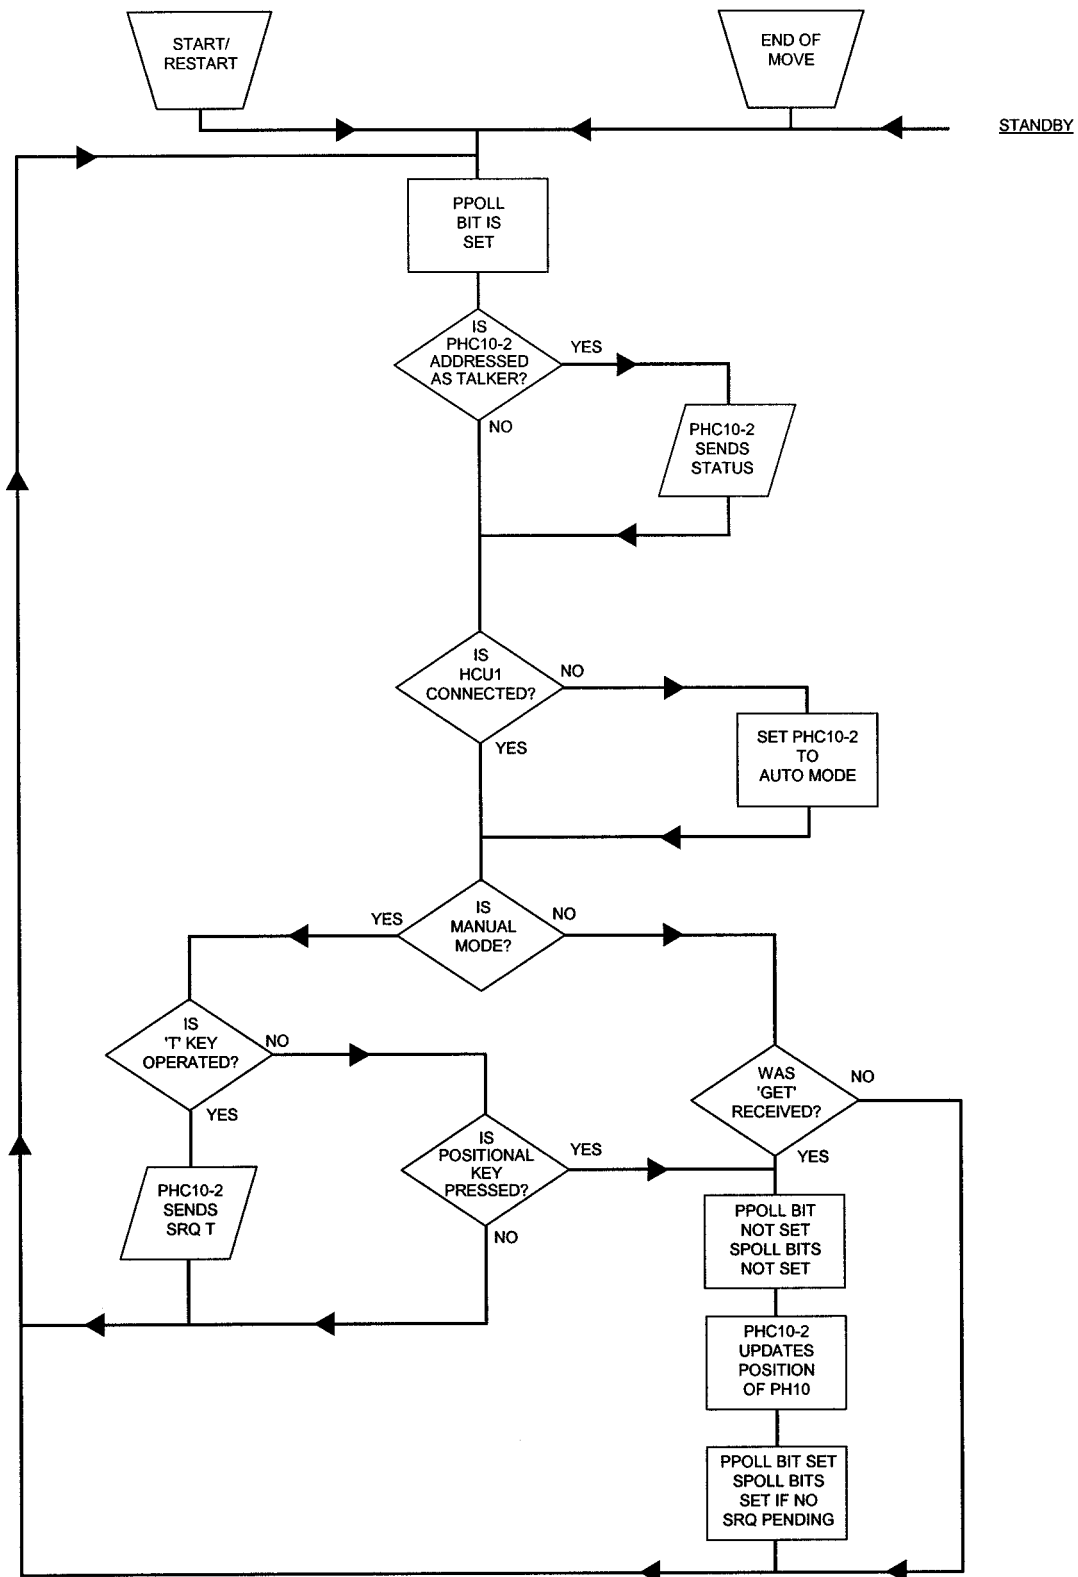 START/
RESTART
END OF
MOVE
STANDBY
PPOLL
BIT IS
SET
IS
PHC10-2
ADDRESSED
AS TALKER?
YES
NO
PHC10-2
SENDS
STATUS
IS
HCU1
CONNECTED?
NO
YES
SET PHC10-2
TO
AUTO MODE
IS
MANUAL
MODE?
YES
NO
IS
'T' KEY
OPERATED?
NO
YES
WAS
'GET'
RECEIVED?
NO
YES
IS
POSITIONAL
KEY
PRESSED?
YES
NO
PHC10-2
SENDS
SRQ T
PPOLL BIT
NOT SET
SPOLL BITS
NOT SET
PHC10-2
UPDATES
POSITION
OF PH10
PPOLL BIT SET
SPOLL BITS
SET IF NO
SRQ PENDING